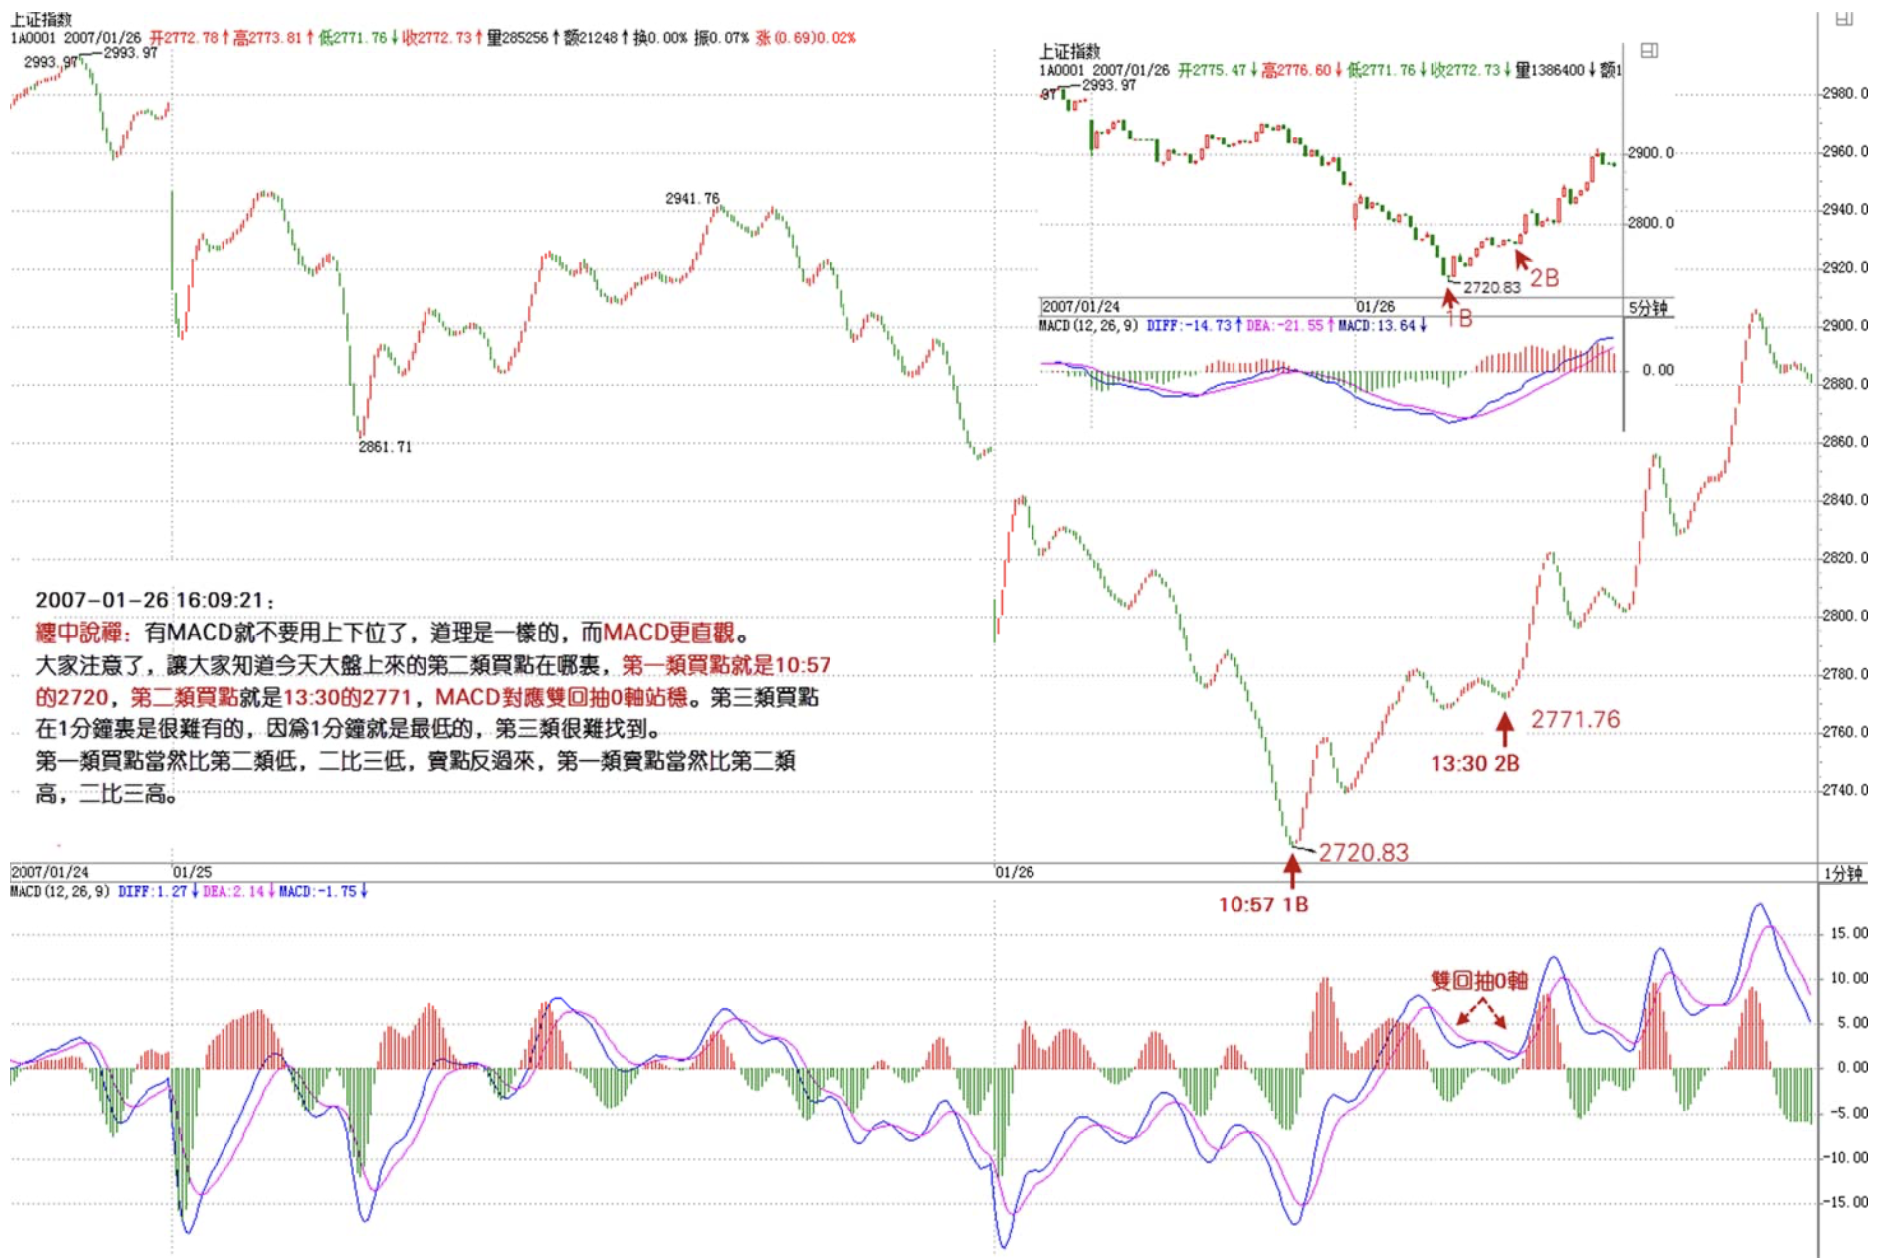 上证指数
1A0001 2007/01/26 开2772.78↑高2773.81↑低2771.76↓收2772.73↑量285256↑额21248↑换0.00% 振0.07% 涨(0.69)0.02%
2993.97
2993.97
2941.76
2861.71
上证指数
1A0001 2007/01/26 开2775.47↓高2776.60↓低2771.76↓收2772.73↓量1386400↓额1
97
2993.97
2900.0
2800.0
2B
2720.83
1B
2007/01/24 01/26 5分钟
MACD(12,26,9) DIFF:-14.73↑DEA:-21.55↑MACD:13.64↓
0.00
2980.0
2960.0
2940.0
2920.0
2900.0
2880.0
2860.0
2840.0
2820.0
2800.0
2780.0
2760.0
2740.0
2007-01-26 16:09:21：
纏中說禪：有MACD就不要用上下位了，道理是一樣的，而MACD更直觀。
大家注意了，讓大家知道今天大盤上來的第二類買點在哪裏，第一類買點就是10:57
的2720，第二類買點就是13:30的2771，MACD對應雙回抽0軸站穩。第三類買點
在1分鐘裏是很難有的，因為1分鐘就是最低的，第三類很難找到。
第一類買點當然比第二類低，二比三低，賣點反過來，第一類賣點當然比第二類
高，二比三高。
2771.76
13:30 2B
2720.83
10:57 1B
2007/01/24 01/25 01/26 1分钟
MACD(12,26,9) DIFF:1.27↓DEA:2.14↓MACD:-1.75↓
雙回抽0軸
15.00
10.00
5.00
0.00
-5.00
-10.00
-15.00